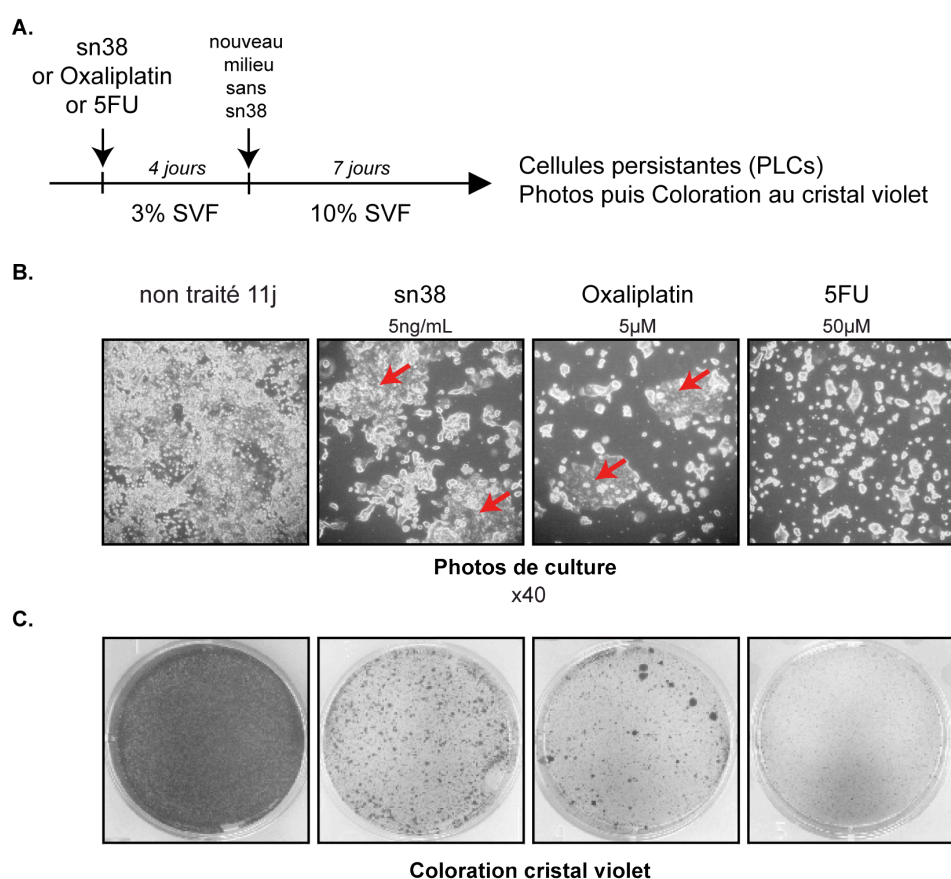 A.
sn38
or Oxaliplatin
or 5FU
nouveau
milieu
sans
sn38
4 jours
7 jours
3% SVF
10% SVF
Cellules persistantes (PLCs)
Photos puis Coloration au cristal violet
B.
non traité 11j
sn38
5ng/mL
Oxaliplatin
5µM
5FU
50µM
Photos de culture
x40
C.
Coloration cristal violet